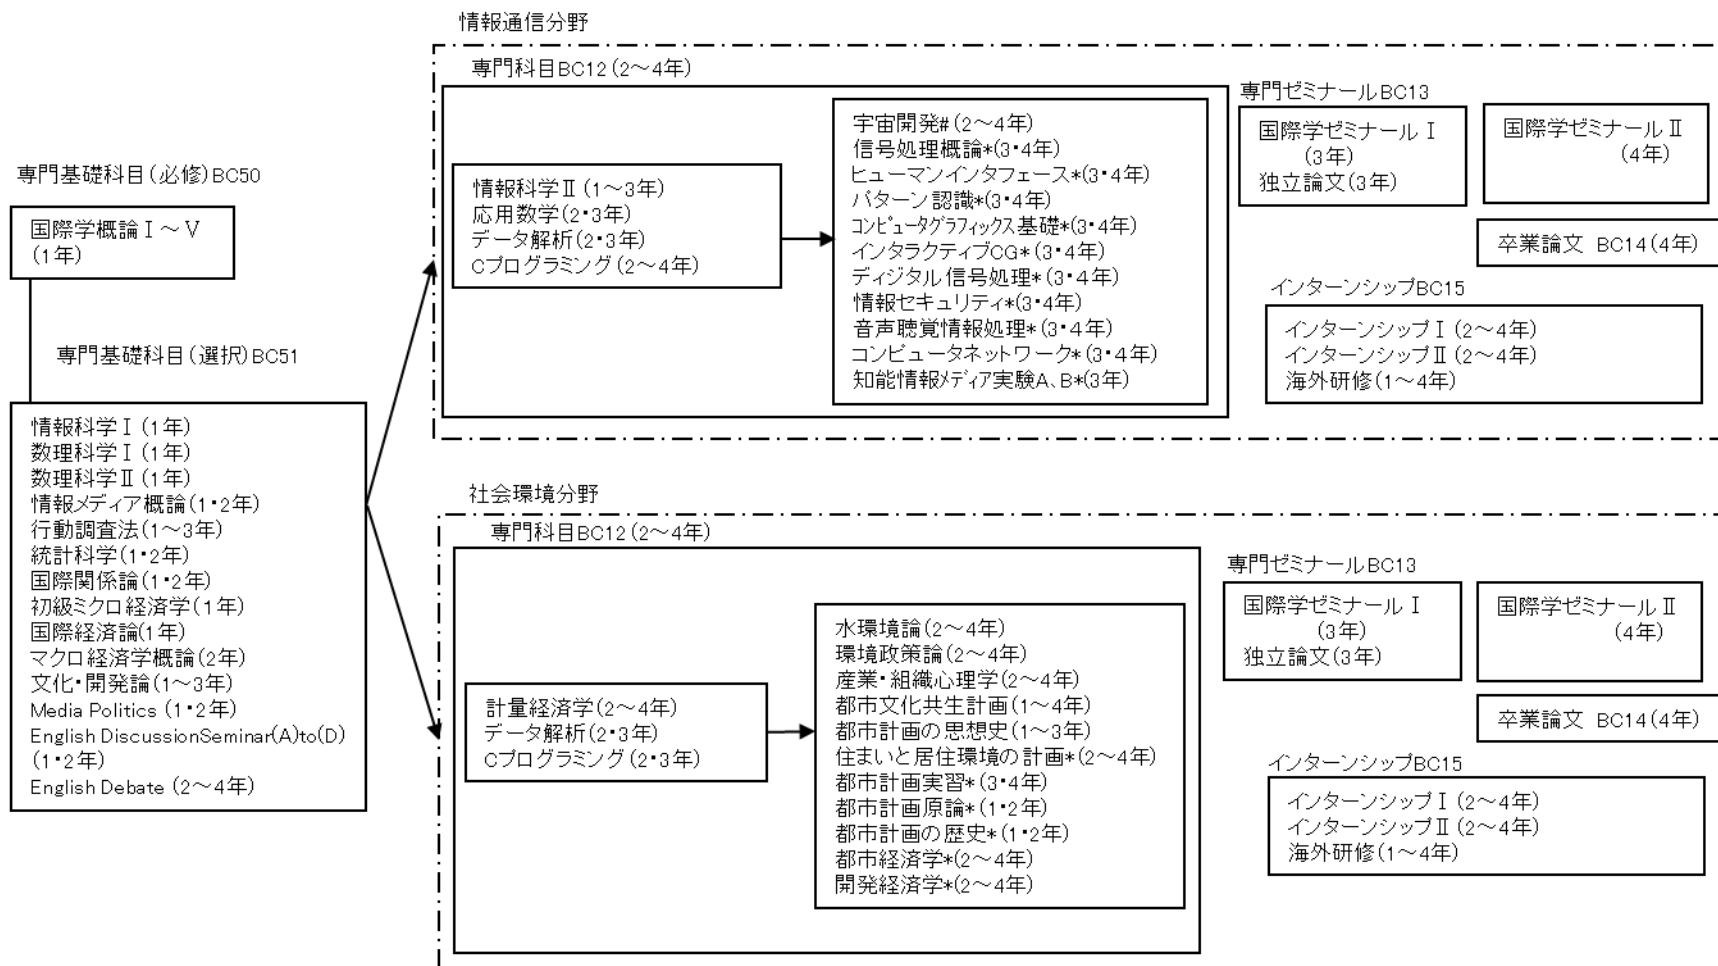 専門基礎科目(必修)BC50
国際学概論Ⅰ～Ⅴ
(1年)
専門基礎科目(選択)BC51
情報科学Ⅰ(1年)
数理科学Ⅰ(1年)
数理科学Ⅱ(1年)
情報メディア概論(1・2年)
行動調査法(1～3年)
統計科学(1・2年)
国際関係論(1・2年)
初級ミクロ経済学(1年)
国際経済論(1年)
マクロ経済学概論(2年)
文化・開発論(1～3年)
Media Politics (1・2年)
English DiscussionSeminar(A)to(D)
(1・2年)
English Debate (2～4年)
情報通信分野
専門科目BC12(2～4年)
情報科学Ⅱ(1～3年)
応用数学(2・3年)
データ解析(2・3年)
Cプログラミング(2～4年)
宇宙開発#(2～4年)
信号処理概論*(3・4年)
ヒューマンインタフェース*(3・4年)
パターン認識*(3・4年)
コンピュータグラフィックス基礎*(3・4年)
インタラクティブCG*(3・4年)
ディジタル信号処理*(3・4年)
情報セキュリティ*(3・4年)
音声聴覚情報処理*(3・4年)
コンピュータネットワーク*(3・4年)
知能情報メディア実験A、B*(3年)
専門ゼミナールBC13
国際学ゼミナールⅠ
(3年)
独立論文(3年)
国際学ゼミナールⅡ
(4年)
卒業論文 BC14(4年)
インターンシップBC15
インターンシップⅠ(2～4年)
インターンシップⅡ(2～4年)
海外研修(1～4年)
社会環境分野
専門科目BC12(2～4年)
計量経済学(2～4年)
データ解析(2・3年)
Cプログラミング(2・3年)
水環境論(2～4年)
環境政策論(2～4年)
産業・組織心理学(2～4年)
都市文化共生計画(1～4年)
都市計画の思想史(1～3年)
住まいと居住環境の計画*(2～4年)
都市計画実習*(3・4年)
都市計画原論*(1・2年)
都市計画の歴史*(1・2年)
都市経済学*(2～4年)
開発経済学*(2～4年)
専門ゼミナールBC13
国際学ゼミナールⅠ
(3年)
独立論文(3年)
国際学ゼミナールⅡ
(4年)
卒業論文 BC14(4年)
インターンシップBC15
インターンシップⅠ(2～4年)
インターンシップⅡ(2～4年)
海外研修(1～4年)